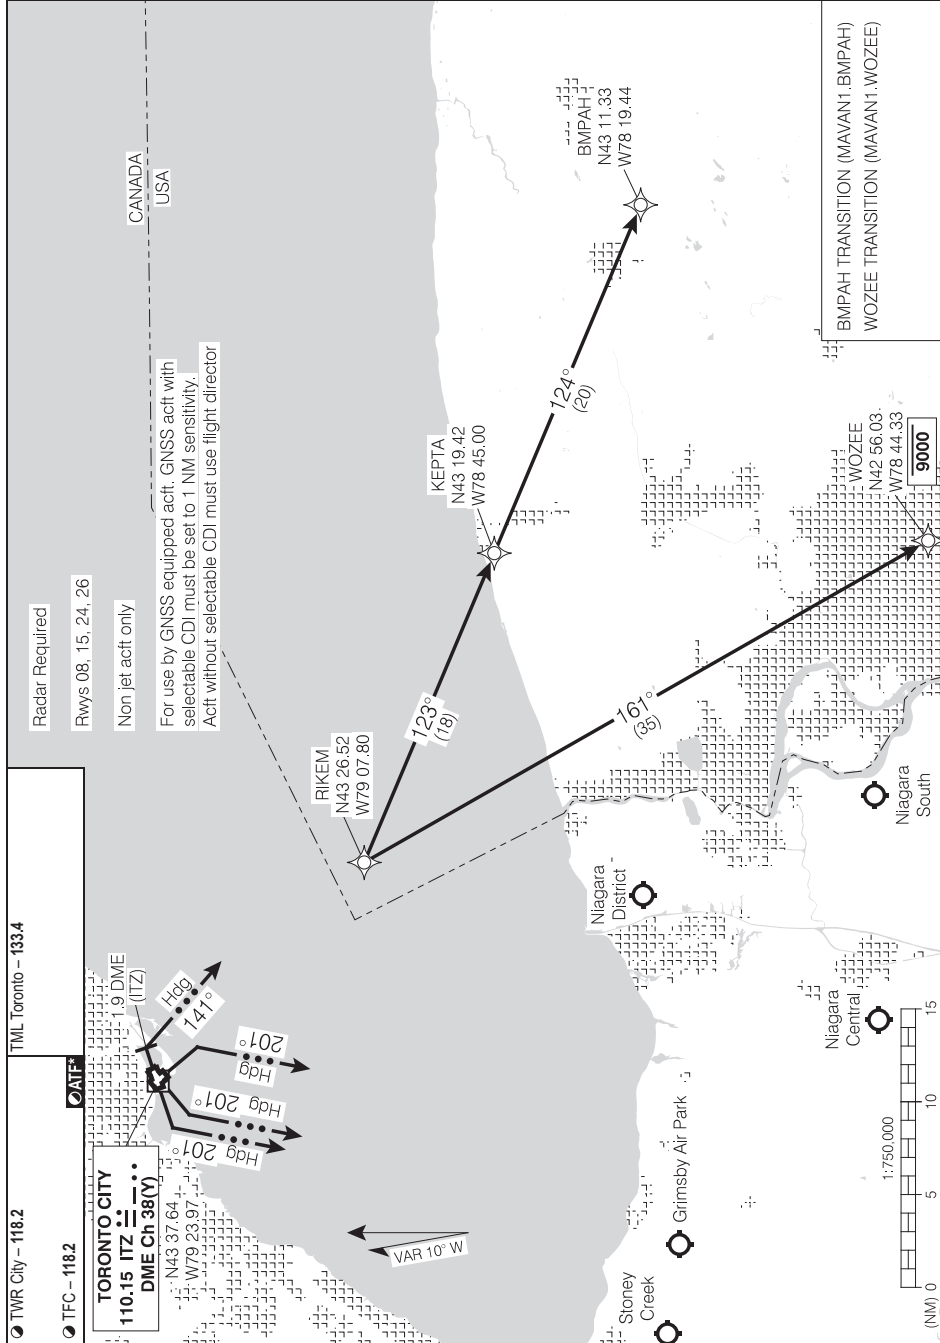 TWR City – 118.2
TFC – 118.2
ATF*
TML Toronto – 133.4
TORONTO CITY
110.15 ITZ
DME Ch 38(Y)
N43 37.64
W79 23.97
1.9 DME
(ITZ)
Hdg
141°
Hdg 201°
Hdg 201°
Hdg 201°
VAR 10° W
Radar Required
Rwys 08, 15, 24, 26
Non jet acft only
For use by GNSS equipped acft. GNSS acft with
selectable CDI must be set to 1 NM sensitivity.
Acft without selectable CDI must use flight director
CANADA
USA
RIKEM
N43 26.52
W79 07.80
123°
(18)
KEPTA
N43 19.42
W78 45.00
124°
(20)
BMPAH
N43 11.33
W78 19.44
161°
(35)
WOZEE
N42 56.03.
W78 44.33
9000
Niagara
District
Niagara
South
Niagara
Central
Grimsby Air Park
Stoney
Creek
1:750,000
(NM) 0 5 10 15
BMPAH TRANSITION (MAVAN1.BMPAH)
WOZEE TRANSITION (MAVAN1.WOZEE)